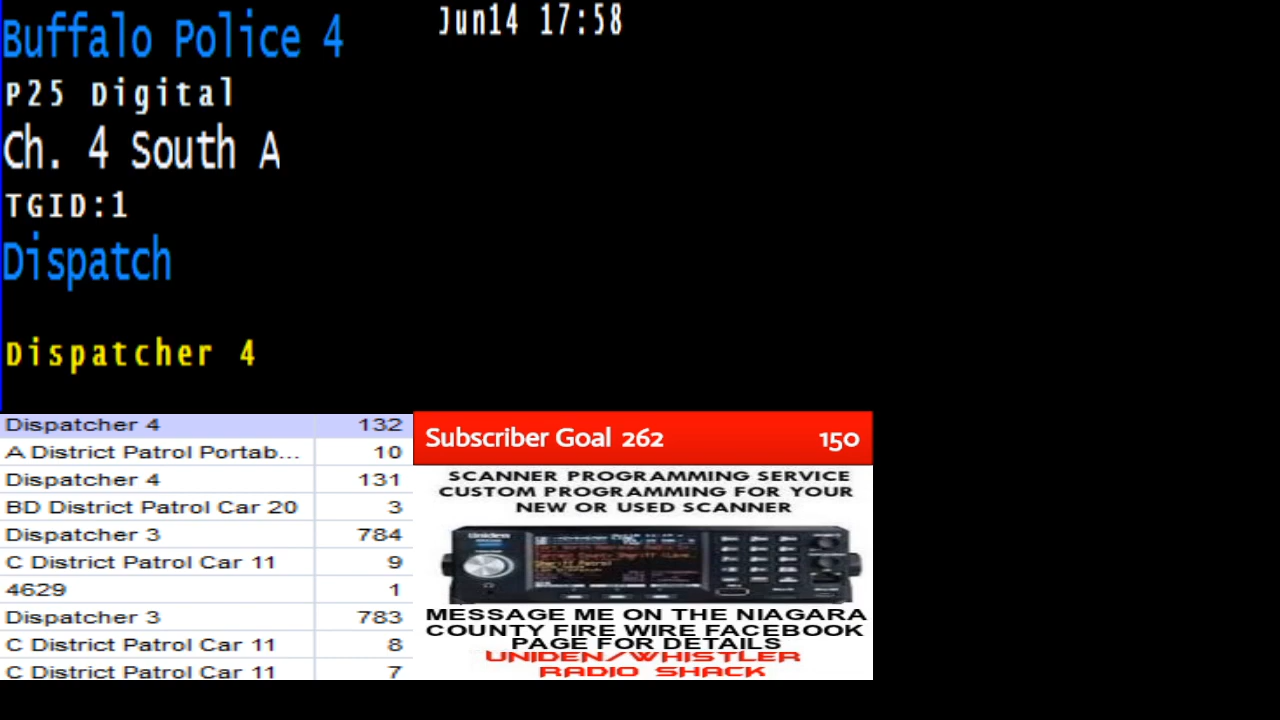 Buffalo Police 4
Jun14 17:58
P25 Digital
Ch. 4 South A
TGID:1
Dispatch
Dispatcher 4
Dispatcher 4 132
A District Patrol Portab... 10
Dispatcher 4 131
BD District Patrol Car 20 3
Dispatcher 3 784
C District Patrol Car 11 9
4629 1
Dispatcher 3 783
C District Patrol Car 11 8
C District Patrol Car 11 7
Subscriber Goal 262 150
SCANNER PROGRAMMING SERVICE
CUSTOM PROGRAMMING FOR YOUR
NEW OR USED SCANNER
Uniden
MESSAGE ME ON THE NIAGARA
COUNTY FIRE WIRE FACEBOOK
PAGE FOR DETAILS
UNIDEN/WHISTLER
RADIO SHACK